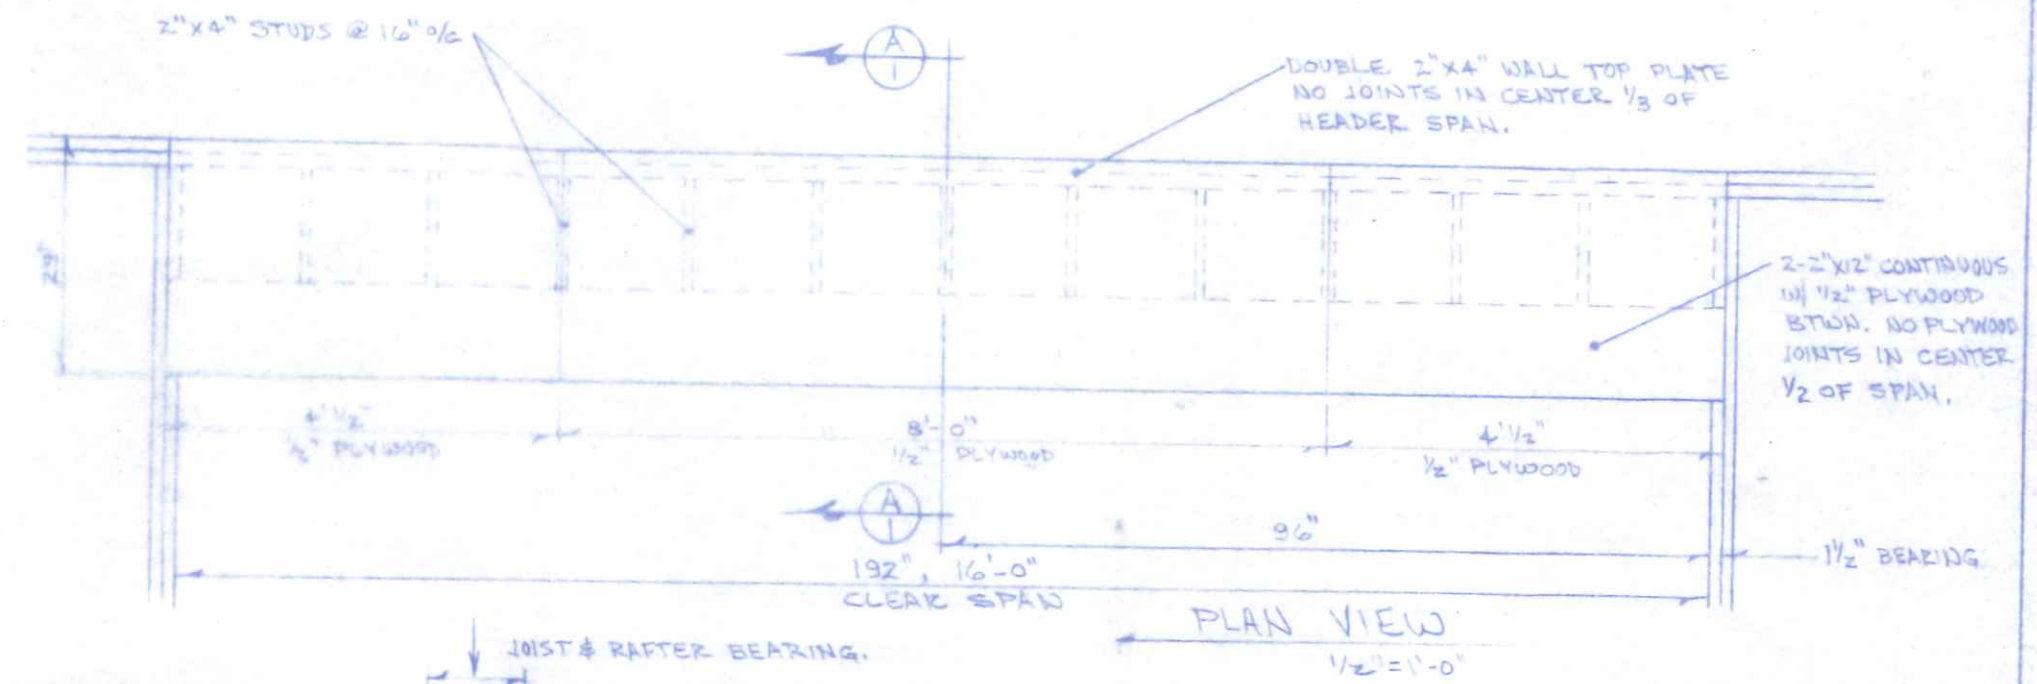 2"X4" STUDS @ 16" O/C
A
1
DOUBLE 2"X4" WALL TOP PLATE
NO JOINTS IN CENTER 1/3 OF
HEADER SPAN.
2-2"X12" CONTINUOUS
W/ 1/2" PLYWOOD
BTWN. NO PLYWOOD
JOINTS IN CENTER
1/2 OF SPAN.
4' 1/2"
1/2" PLYWOOD
8'-0"
1/2" PLYWOOD
4' 1/2"
1/2" PLYWOOD
A
1
96"
1 1/2" BEARING
192", 16'-0"
CLEAR SPAN
PLAN VIEW
1/2"=1'-0"
JOIST & RAFTER BEARING.